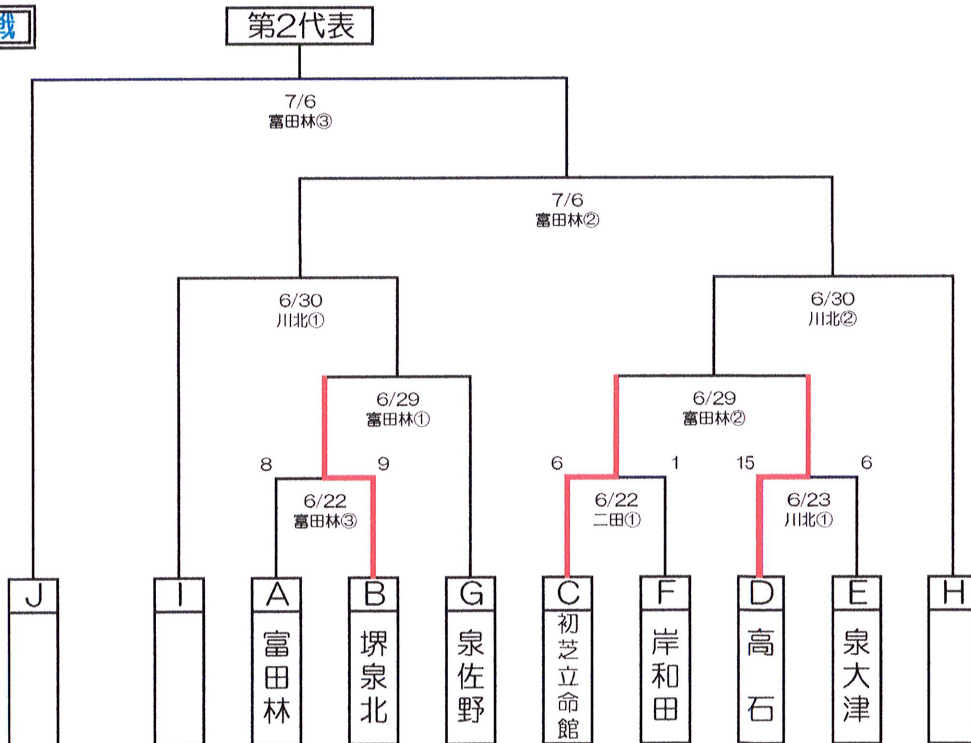 戦
第2代表
7/6
富田林③
7/6
富田林②
6/30
川北①
6/30
川北②
6/29
富田林①
6/29
富田林②
8
9
6
1
15
6
6/22
富田林③
6/22
二田①
6/23
川北①
J
I
A
B
G
C
F
D
E
H
富田林
堺泉北
泉佐野
初芝立命館
岸和田
高石
泉大津